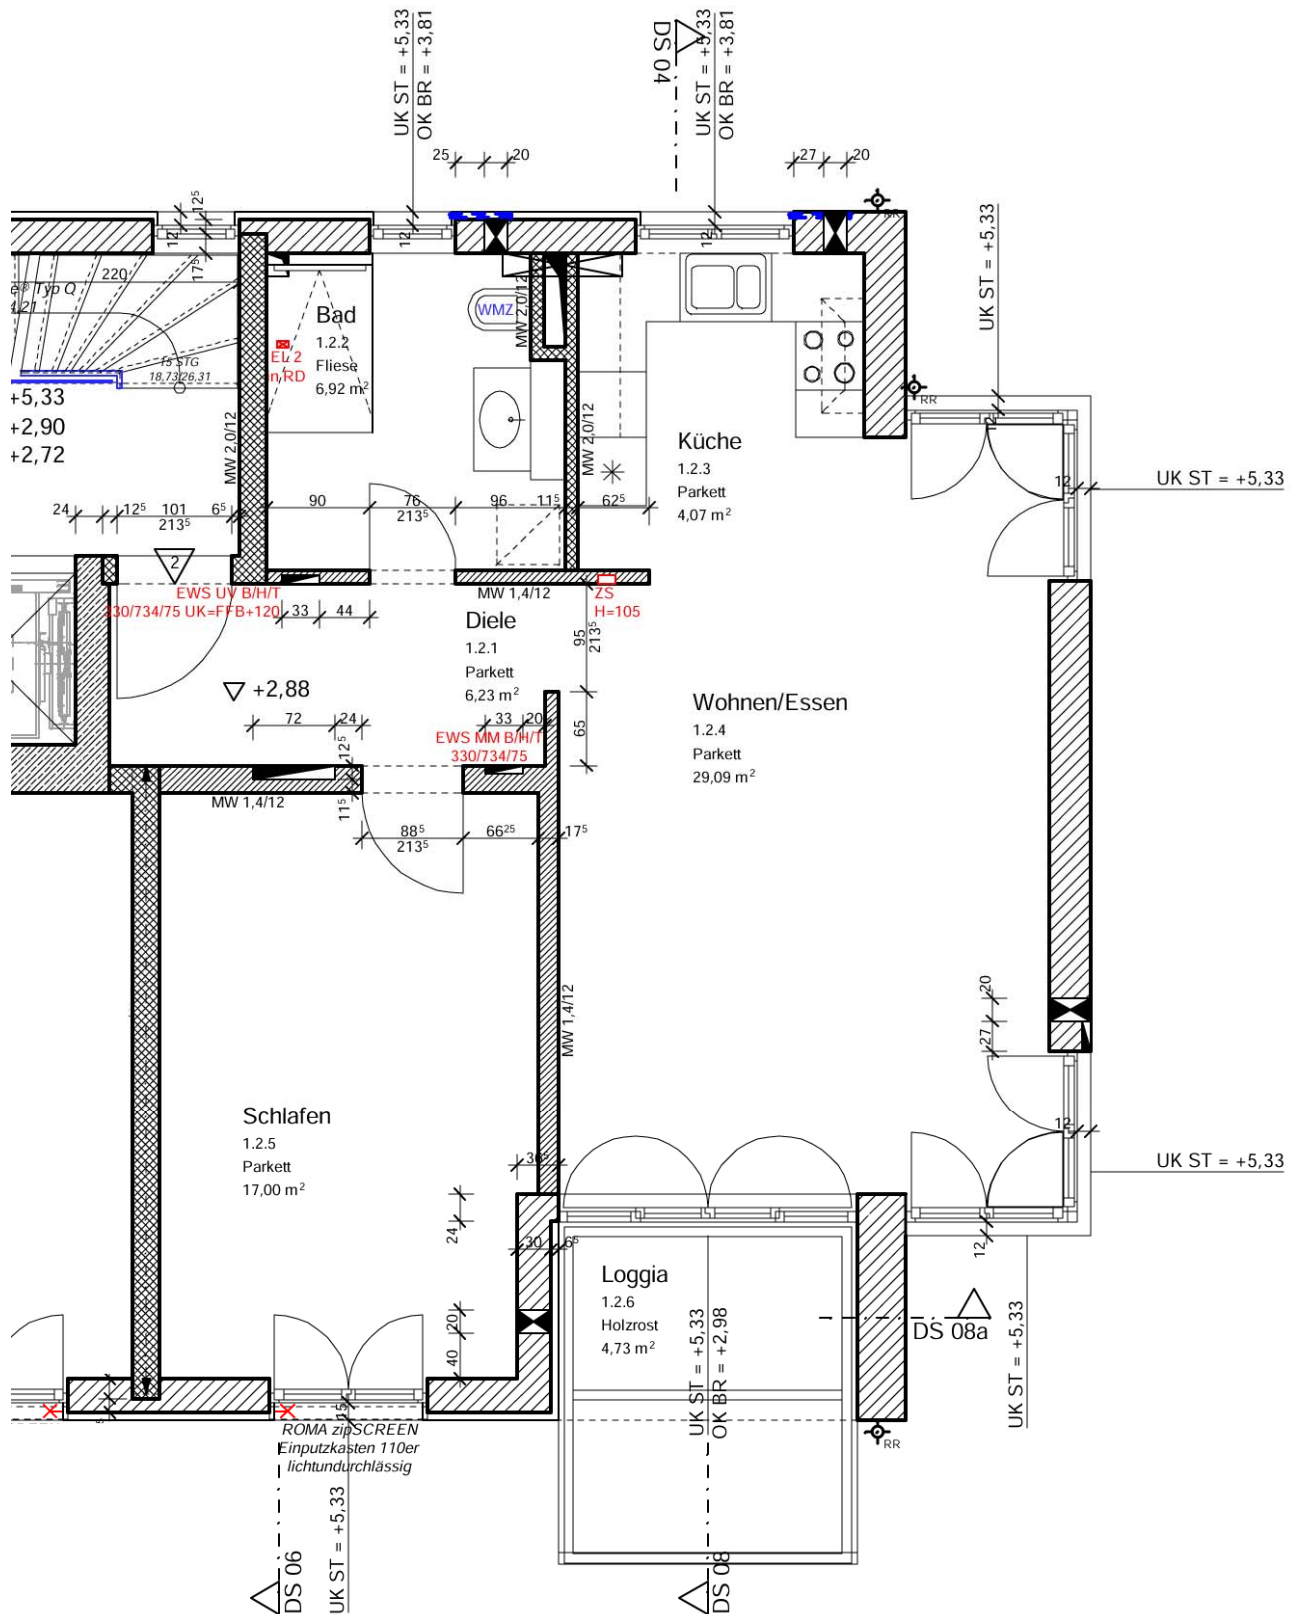 UK ST = +5,33
OK BR = +3,81
DS 04
UK ST = +5,33
OK BR = +3,81
25
20
27
20
RR
12⁵
12
17⁵
12
12
UK ST = +5,33
220
Typ Q
15 STG
18,73/26,31
+5,33
+2,90
+2,72
MW 2,0/12
Bad
1.2.2
Fliese
6,92 m²
EL 2
RD
WMZ
MW 2,0/12
MW 2,0/12
RR
Küche
1.2.3
Parkett
4,07 m²
12
12
UK ST = +5,33
24
12⁵
101
213⁵
6⁵
90
76
213⁵
96
11⁵
62⁵
2
EWS UV B/H/T
330/734/75 UK=FFB+120
33
44
MW 1,4/12
ZS
H=105
Diele
1.2.1
Parkett
6,23 m²
95
213⁵
65
+2,88
72
24
33
20
EWS MM B/H/T
330/734/75
12⁵
11⁵
MW 1,4/12
88⁵
213⁵
66²⁵
17⁵
Wohnen/Essen
1.2.4
Parkett
29,09 m²
MW 1,4/12
20
27
12
UK ST = +5,33
Schlafen
1.2.5
Parkett
17,00 m²
36⁵
24
30
6⁵
20
40
12
Loggia
1.2.6
Holzrost
4,73 m²
UK ST = +5,33
OK BR = +2,98
DS 08a
UK ST = +5,33
RR
15
ROMA zipSCREEN
Einputzkasten 110er
lichtundurchlässig
UK ST = +5,33
DS 06
DS 08